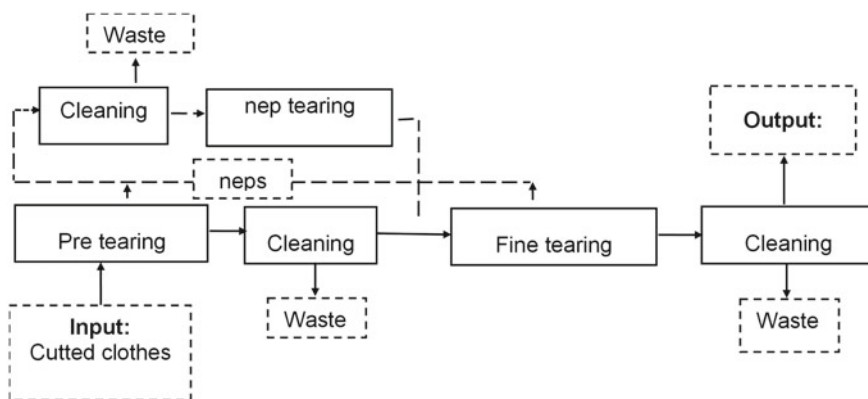 Waste
Cleaning
nep tearing
Output:
neps
Pre tearing
Cleaning
Fine tearing
Cleaning
Input:
Cutted clothes
Waste
Waste